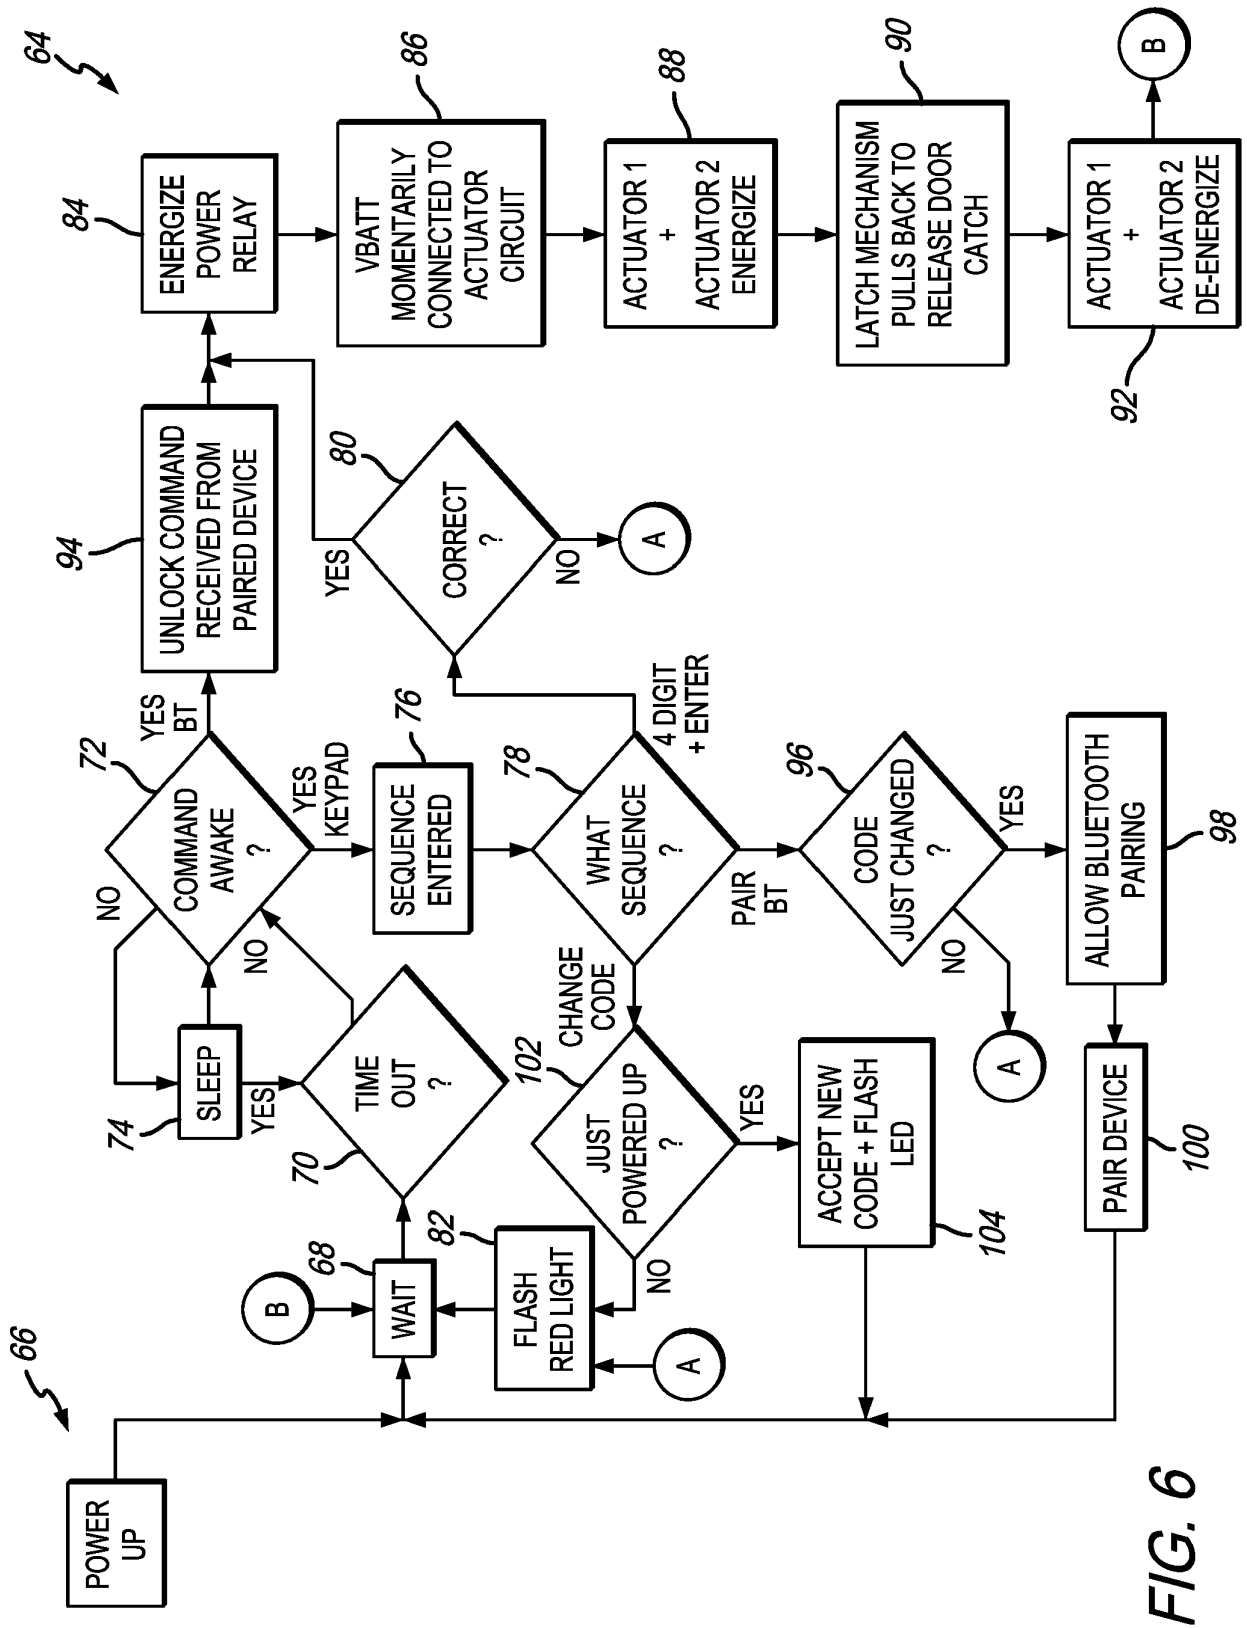 66
POWER
UP
B
68
WAIT
82
FLASH
RED LIGHT
A
70
TIME
OUT
?
YES
NO
74
SLEEP
72
COMMAND
AWAKE
?
NO
YES
BT
YES
KEYPAD
94
UNLOCK COMMAND
RECEIVED FROM
PAIRED DEVICE
84
ENERGIZE
POWER
RELAY
64
86
VBATT
MOMENTARILY
CONNECTED TO
ACTUATOR
CIRCUIT
88
ACTUATOR 1
+
ACTUATOR 2
ENERGIZE
90
LATCH MECHANISM
PULLS BACK TO
RELEASE DOOR
CATCH
92
ACTUATOR 1
+
ACTUATOR 2
DE-ENERGIZE
B
76
SEQUENCE
ENTERED
78
WHAT
SEQUENCE
?
4 DIGIT
+ ENTER
80
CORRECT
?
YES
NO
A
CHANGE
CODE
102
JUST
POWERED UP
?
NO
YES
ACCEPT NEW
CODE + FLASH
LED
104
PAIR
BT
96
CODE
JUST CHANGED
?
NO
A
YES
ALLOW BLUETOOTH
PAIRING
98
PAIR DEVICE
100
FIG. 6